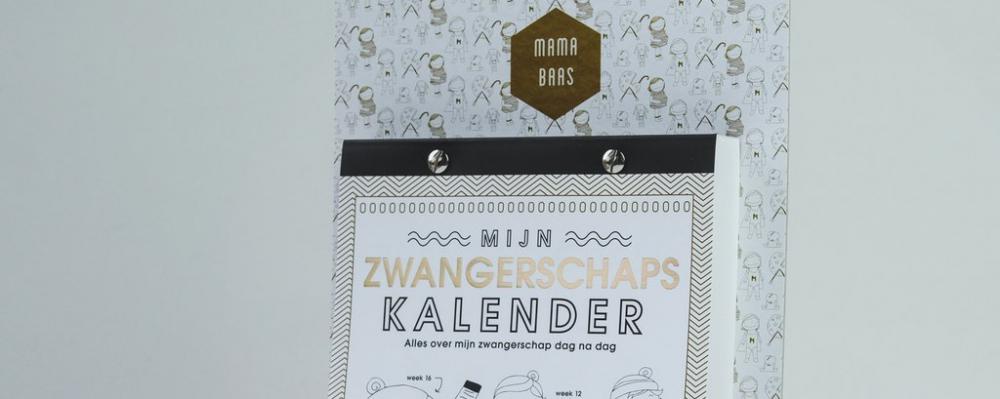 MAMA
BAAS
MIJN
ZWANGERSCHAPS
KALENDER
Alles over mijn zwangerschap dag na dag
week 16
week 12